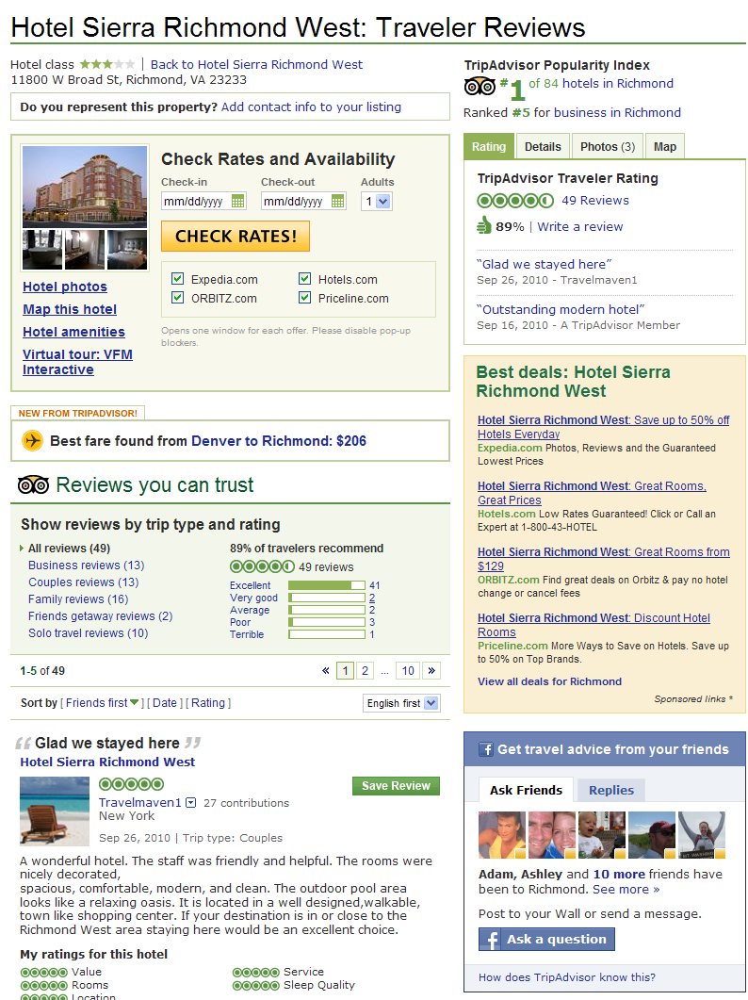 Hotel Sierra Richmond West: Traveler Reviews
Hotel class | Back to Hotel Sierra Richmond West
11800 W Broad St, Richmond, VA 23233
Do you represent this property? Add contact info to your listing
Check Rates and Availability
Check-in Check-out Adults
mm/dd/yyyy mm/dd/yyyy 1
CHECK RATES!
Expedia.com Hotels.com
ORBITZ.com Priceline.com
Opens one window for each offer. Please disable pop-up
blockers.
Hotel photos
Map this hotel
Hotel amenities
Virtual tour: VFM
Interactive
NEW FROM TRIPADVISOR!
Best fare found from Denver to Richmond: $206
Reviews you can trust
Show reviews by trip type and rating
All reviews (49)
Business reviews (13)
Couples reviews (13)
Family reviews (16)
Friends getaway reviews (2)
Solo travel reviews (10)
89% of travelers recommend
49 reviews
Excellent 41
Very good 2
Average 2
Poor 3
Terrible 1
1-5 of 49
« 1 2 ... 10 »
Sort by [ Friends first ] [ Date ] [ Rating ]
English first
“ Glad we stayed here ”
Hotel Sierra Richmond West
Save Review
Travelmaven1 27 contributions
New York
Sep 26, 2010 | Trip type: Couples
A wonderful hotel. The staff was friendly and helpful. The rooms were
nicely decorated,
spacious, comfortable, modern, and clean. The outdoor pool area
looks like a relaxing oasis. It is located in a well designed,walkable,
town like shopping center. If your destination is in or close to the
Richmond West area staying here would be an excellent choice.
My ratings for this hotel
Value Service
Rooms Sleep Quality
Location
TripAdvisor Popularity Index
#1 of 84 hotels in Richmond
Ranked #5 for business in Richmond
Rating Details Photos (3) Map
TripAdvisor Traveler Rating
49 Reviews
89% | Write a review
“Glad we stayed here”
Sep 26, 2010 - Travelmaven1
“Outstanding modern hotel”
Sep 16, 2010 - A TripAdvisor Member
Best deals: Hotel Sierra
Richmond West
Hotel Sierra Richmond West: Save up to 50% off
Hotels Everyday
Expedia.com Photos, Reviews and the Guaranteed
Lowest Prices
Hotel Sierra Richmond West: Great Rooms,
Great Prices
Hotels.com Low Rates Guaranteed! Click or Call an
Expert at 1-800-43-HOTEL
Hotel Sierra Richmond West: Great Rooms from
$129
ORBITZ.com Find great deals on Orbitz & pay no hotel
change or cancel fees
Hotel Sierra Richmond West: Discount Hotel
Rooms
Priceline.com More Ways to Save on Hotels. Save up
to 50% on Top Brands.
View all deals for Richmond
Sponsored links *
f Get travel advice from your friends
Ask Friends Replies
Adam, Ashley and 10 more friends have
been to Richmond. See more »
Post to your Wall or send a message.
f Ask a question
How does TripAdvisor know this?